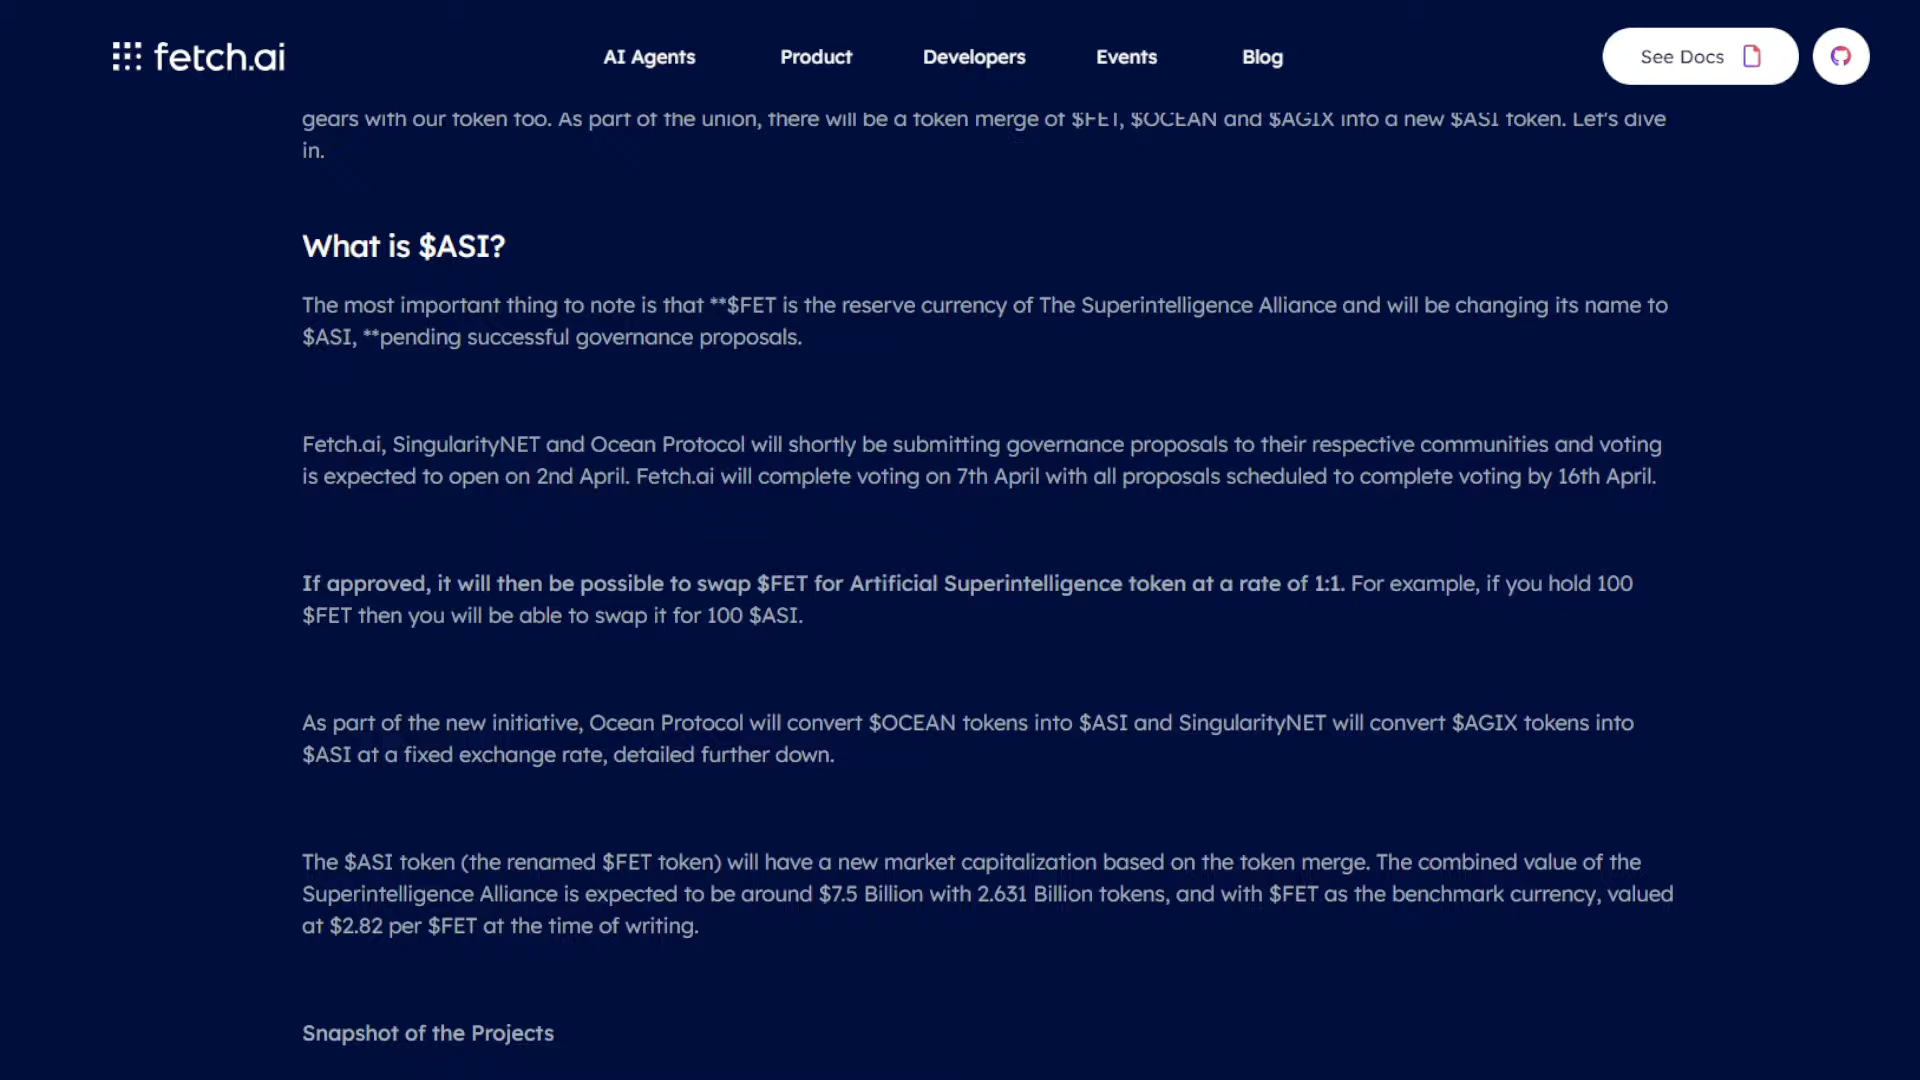 fetch.ai
AI Agents
Product
Developers
Events
Blog
See Docs
gears with our token too. As part of the union, there will be a token merge of $FET, $OCEAN and $AGIX into a new $ASI token. Let's dive
in.
What is $ASI?
The most important thing to note is that **$FET is the reserve currency of The Superintelligence Alliance and will be changing its name to
$ASI, **pending successful governance proposals.
Fetch.ai, SingularityNET and Ocean Protocol will shortly be submitting governance proposals to their respective communities and voting
is expected to open on 2nd April. Fetch.ai will complete voting on 7th April with all proposals scheduled to complete voting by 16th April.
If approved, it will then be possible to swap $FET for Artificial Superintelligence token at a rate of 1:1. For example, if you hold 100
$FET then you will be able to swap it for 100 $ASI.
As part of the new initiative, Ocean Protocol will convert $OCEAN tokens into $ASI and SingularityNET will convert $AGIX tokens into
$ASI at a fixed exchange rate, detailed further down.
The $ASI token (the renamed $FET token) will have a new market capitalization based on the token merge. The combined value of the
Superintelligence Alliance is expected to be around $7.5 Billion with 2.631 Billion tokens, and with $FET as the benchmark currency, valued
at $2.82 per $FET at the time of writing.
Snapshot of the Projects